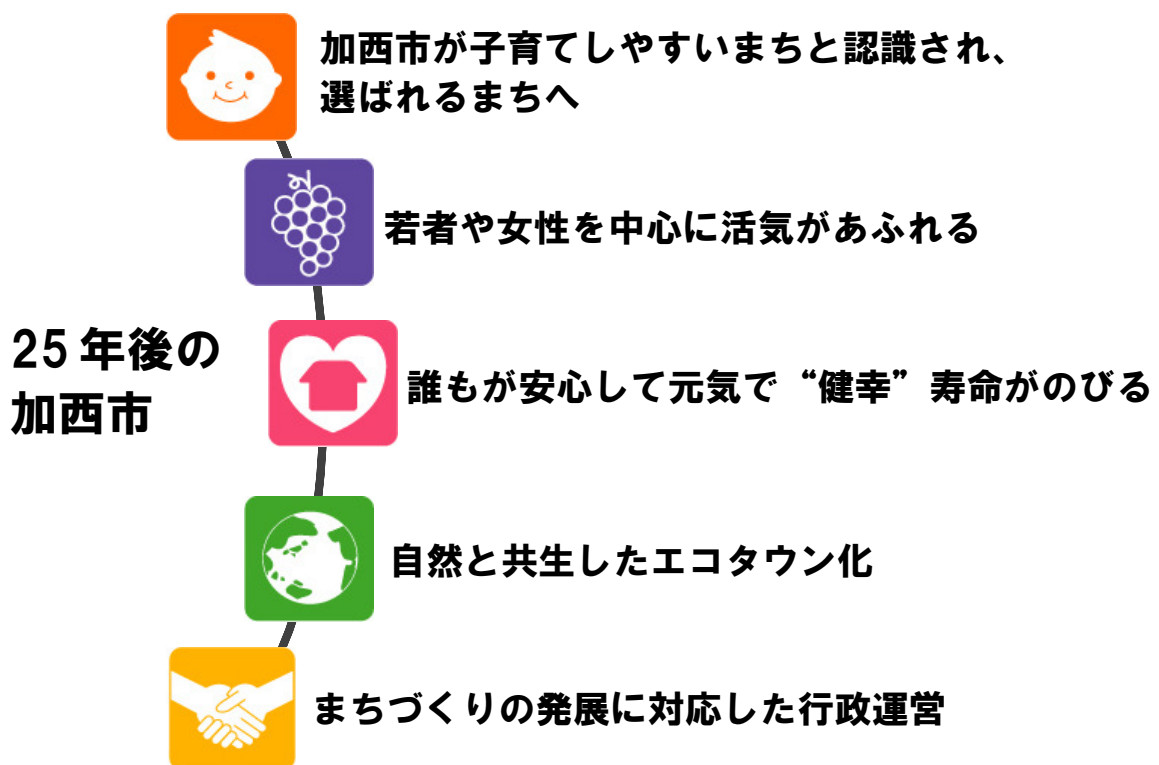 加西市が子育てしやすいまちと認識され、
選ばれるまちへ
若者や女性を中心に活気があふれる
25年後の
加西市
誰もが安心して元気で“健幸”寿命がのびる
自然と共生したエコタウン化
まちづくりの発展に対応した行政運営